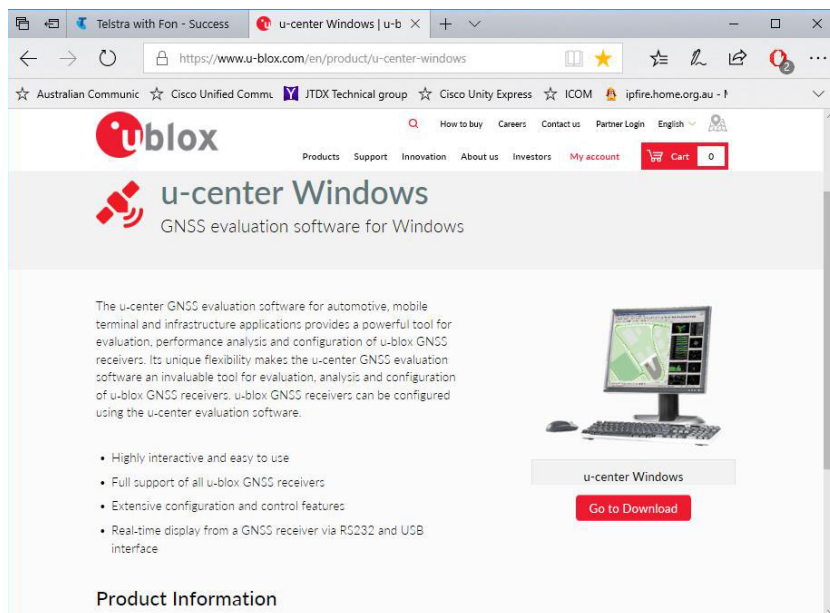 Telstra with Fon - Success
u-center Windows | u-b
https://www.u-blox.com/en/product/u-center-windows
2
Australian Communic
Cisco Unified Commu
JTDX Technical group
Cisco Unity Express
ICOM
ipfire.home.org.au - N
ublox
How to buy Careers Contact us Partner Login English
Products Support Innovation About us Investors My account Cart 0
u-center Windows
GNSS evaluation software for Windows
The u-center GNSS evaluation software for automotive, mobile
terminal and infrastructure applications provides a powerful tool for
evaluation, performance analysis and configuration of u-blox GNSS
receivers. Its unique flexibility makes the u-center GNSS evaluation
software an invaluable tool for evaluation, analysis and configuration
of u-blox GNSS receivers. u-blox GNSS receivers can be configured
using the u-center evaluation software.
• Highly interactive and easy to use
• Full support of all u-blox GNSS receivers
• Extensive configuration and control features
• Real-time display from a GNSS receiver via RS232 and USB
interface
u-center Windows
Go to Download
Product Information